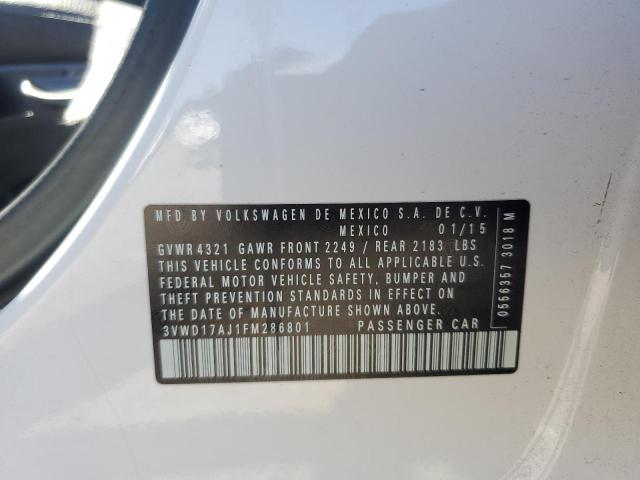 MFD BY VOLKSWAGEN DE MEXICO S.A. DE C.V.
MEXICO 01/15
GVWR 4321 GAWR FRONT 2249 / REAR 2183 LBS
THIS VEHICLE CONFORMS TO ALL APPLICABLE U.S.
FEDERAL MOTOR VEHICLE SAFETY, BUMPER AND
THEFT PREVENTION STANDARDS IN EFFECT ON
THE DATE OF MANUFACTURE SHOWN ABOVE.
3VWD17AJ1FM286801 PASSENGER CAR
0556357 3018 M